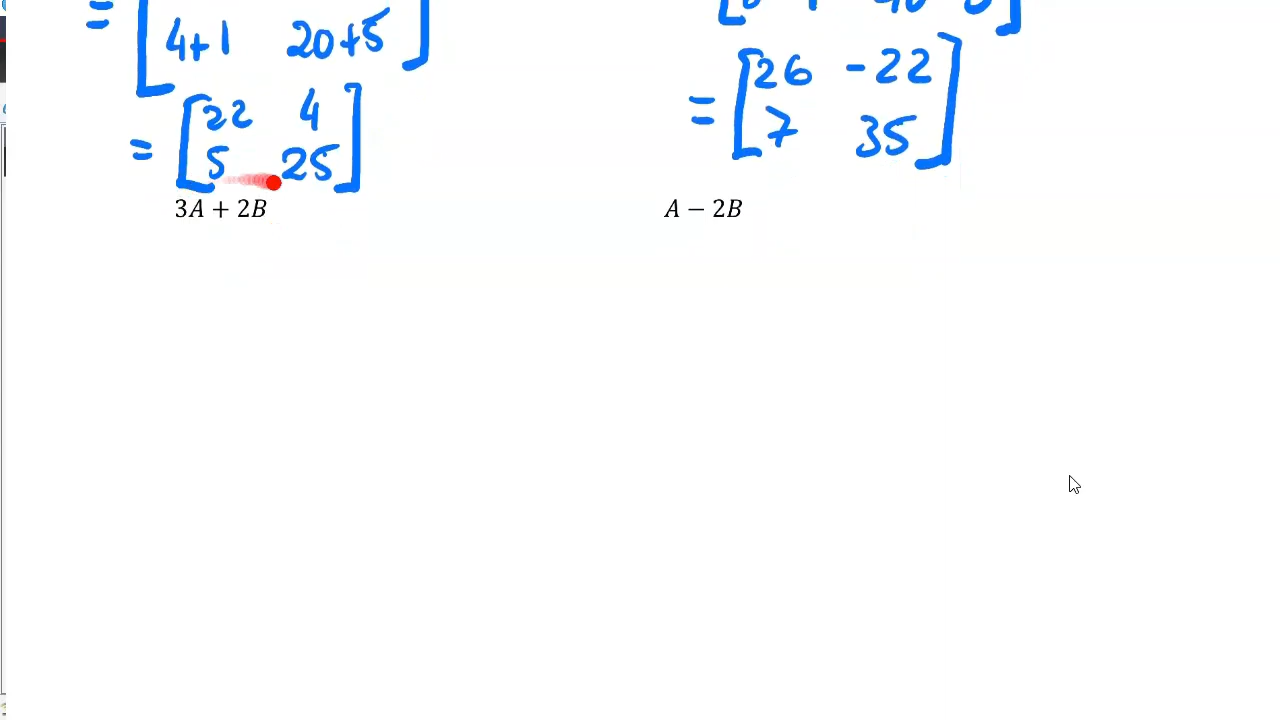 = [
4+1 20+5 ]
= [ 22 4
5 25 ]
3A + 2B
= [ 26 -22
7 35 ]
A − 2B